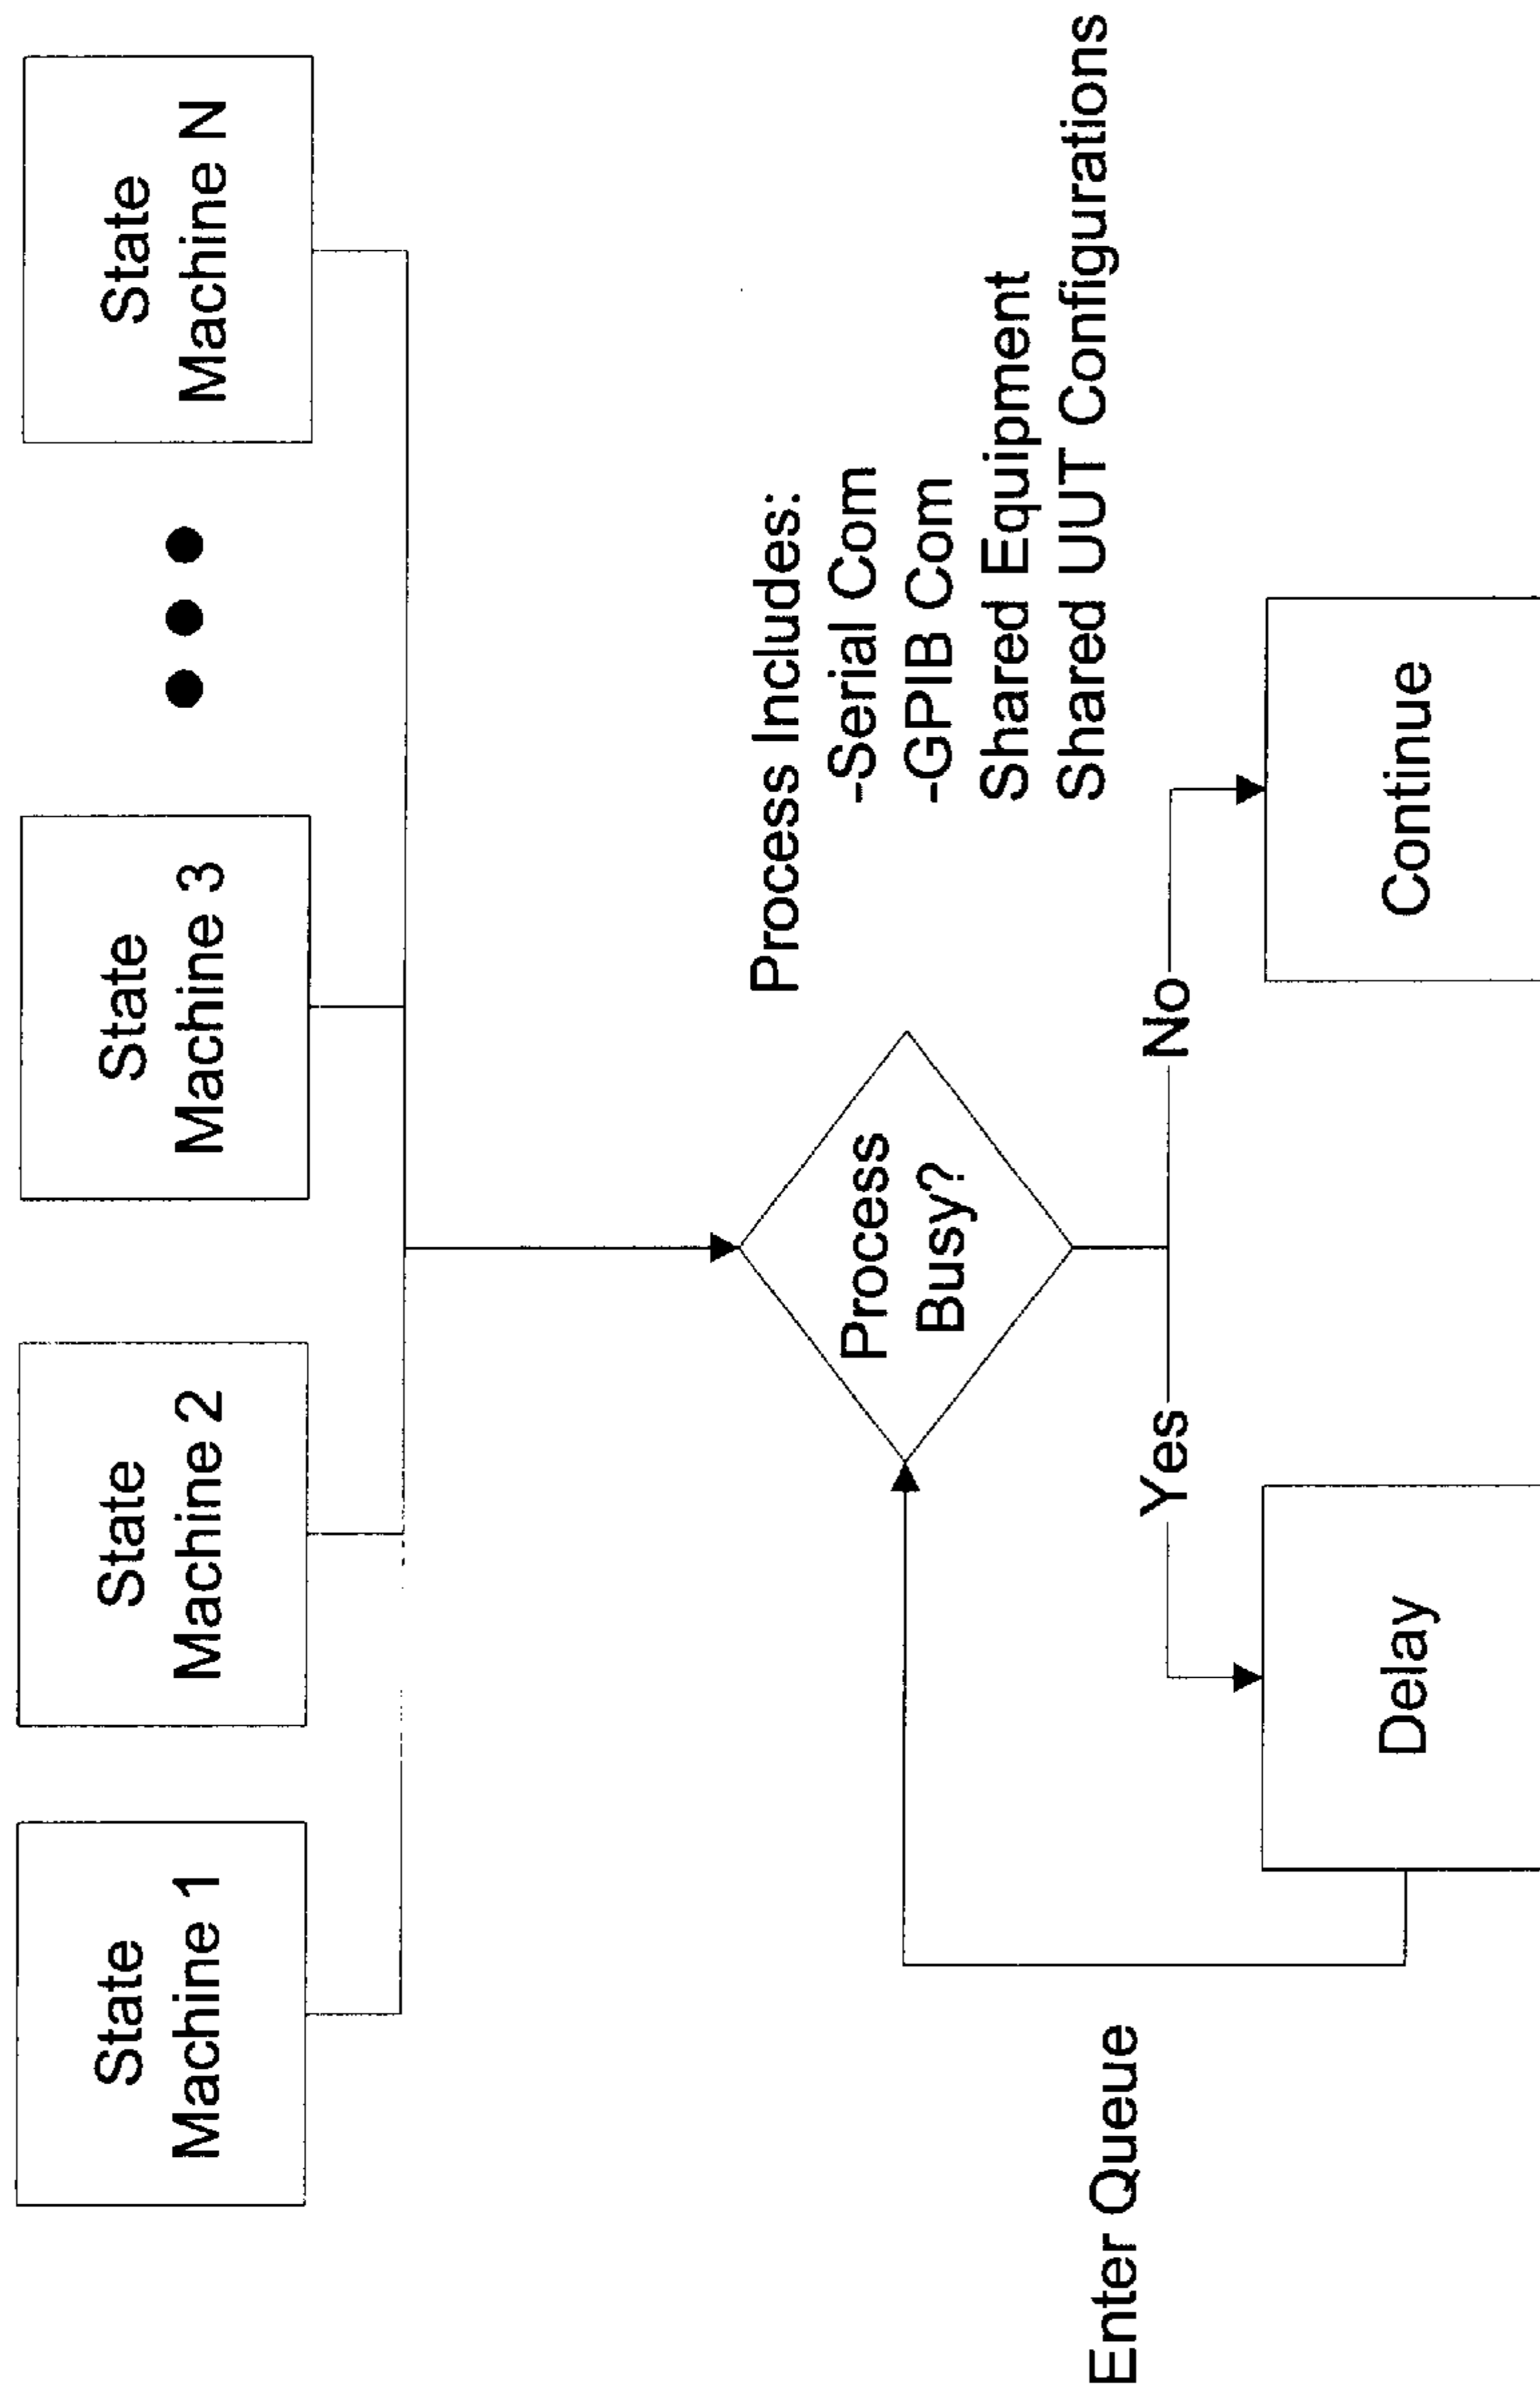 State
Machine 1
State
Machine 2
State
Machine 3
State
Machine N
Process Includes:
-Serial Com
-GPIB Com
Shared Equipment
Shared UUT Configurations
Process
Busy?
Enter Queue
Yes
No
Delay
Continue